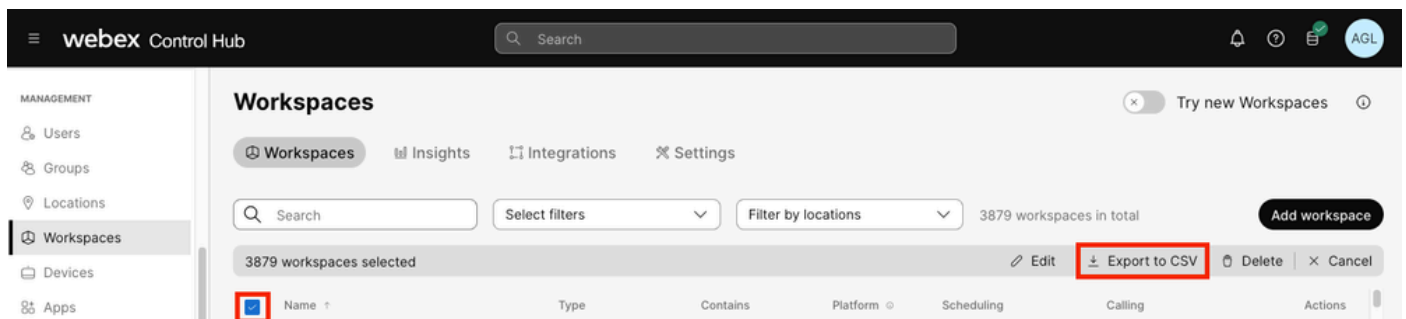 webex Control Hub
Search
AGL
MANAGEMENT
Users
Groups
Locations
Workspaces
Devices
Apps
Workspaces
Try new Workspaces
Workspaces Insights Integrations Settings
Search Select filters Filter by locations 3879 workspaces in total Add workspace
3879 workspaces selected Edit Export to CSV Delete Cancel
Name Type Contains Platform Scheduling Calling Actions